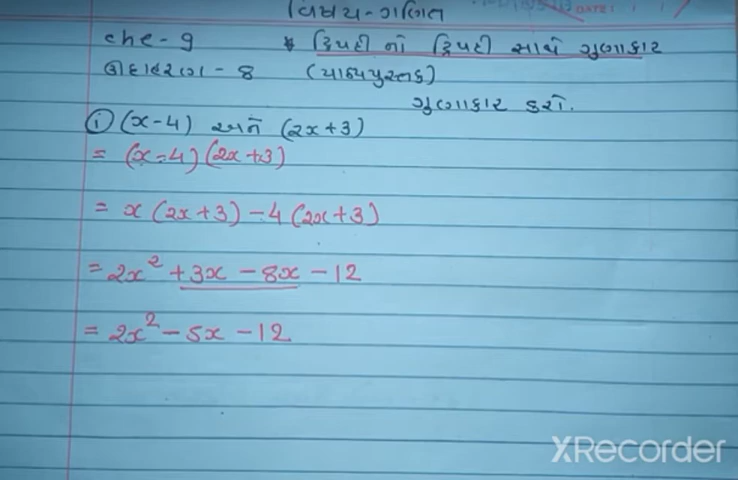 વિષય-ગણિત
DATE:
che-9 * દ્વિપદી નો દ્વિપદી સાથે ગુણાકાર
ઉદાહરણ - 8 (પાઠ્યપુસ્તક)
ગુણાકાર કરો.
① (x-4) અને (2x+3)
= (x-4)(2x+3)
= x(2x+3)-4(2x+3)
= 2x² +3x - 8x - 12
= 2x² - 5x - 12
XRecorder